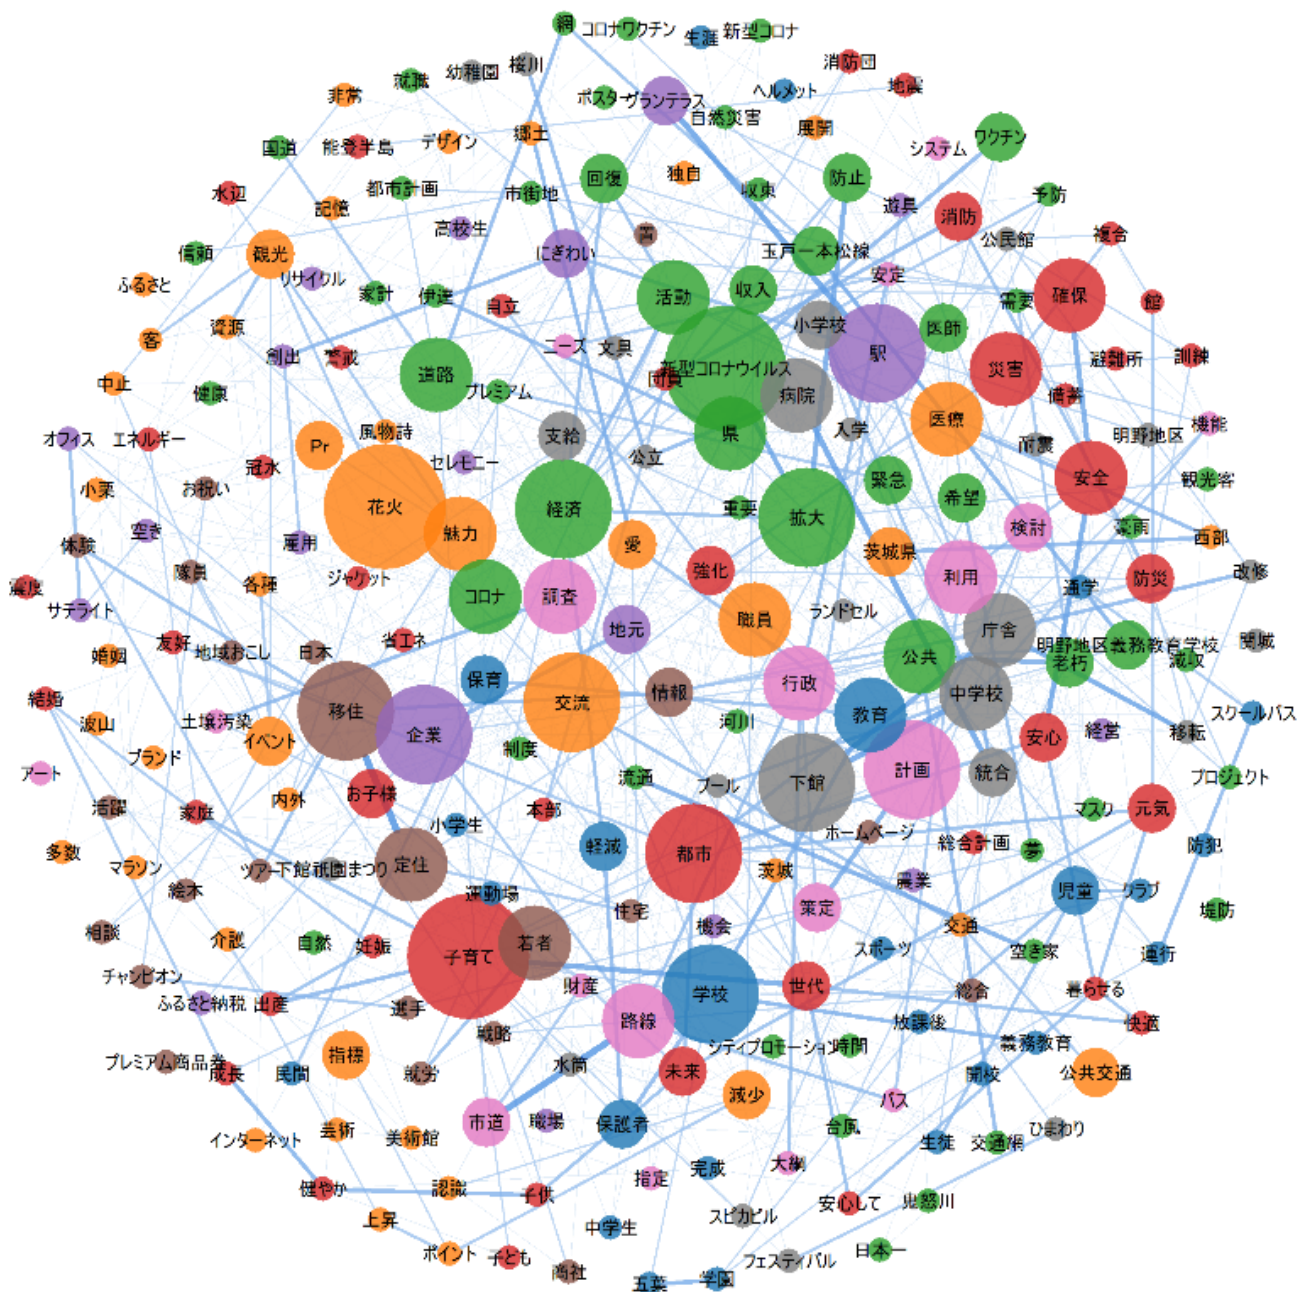 網
コロナワクチン
生涯
新型コロナ
桜川
幼稚園
就職
非常
消防団
地震
ヘルメット
ポスター
グランテラス
自然災害
展開
システム
ワクチン
国道
能登半島
デザイン
郷土
水辺
都市計画
市街地
回復
独自
収束
防止
遊具
予防
消防
公民館
複合
記憶
高校生
信頼
観光
にぎわい
玉戸一本松線
安定
ふるさと
リサイクル
家計
伊達
自立
活動
収入
小学校
医師
需要
確保
館
客
資源
創出
警戒
ニーズ
文具
駅
避難所
訓練
中止
健康
道路
プレミアム
新型コロナウイルス
団員
病院
災害
備蓄
医療
オフィス
エネルギー
Pr
風物詩
支給
県
入学
耐震
明野地区
機能
小栗
お祝い
冠水
セレモニー
公立
緊急
希望
安全
観光客
花火
経済
重要
拡大
体験
空き
雇用
魅力
愛
茨城県
検討
豪雨
西部
震度
隊員
各種
ジャケット
コロナ
調査
強化
利用
通学
防災
改修
サテライト
職員
ランドセル
友好
地域おこし
日本
省エネ
地元
庁舎
明野地区義務教育学校
関城
婚姻
保育
情報
行政
公共
老朽
減収
結婚
移住
交流
中学校
教育
スクールバス
波山
土壌汚染
イベント
企業
制度
河川
安心
経営
移転
アート
ブランド
流通
プール
下館
計画
統合
プロジェクト
活躍
家庭
内外
お子様
本部
小学生
ホームページ
総合計画
マスク
元気
多数
マラソン
ツアー
下館祇園まつり
定住
軽減
都市
茨城
夢
防犯
絵本
運動場
住宅
農業
児童
クラブ
堤防
相談
介護
自然
妊娠
子育て
若者
機会
策定
交通
スポーツ
空き家
運行
チャンピオン
ふるさと納税
出産
選手
財産
学校
世代
総合
暮らせる
戦略
路線
放課後
快適
プレミアム商品券
成長
民間
指標
就労
水筒
シティプロモーション
時間
義務教育
未来
開校
公共交通
減少
バス
インターネット
芸術
美術館
市道
職場
保護者
台風
生徒
交通網
ひまわり
健やか
認識
子供
指定
完成
大綱
安心して
鬼怒川
上昇
中学生
スピカビル
ポイント
子ども
商社
五葉
学園
フェスティバル
日本一